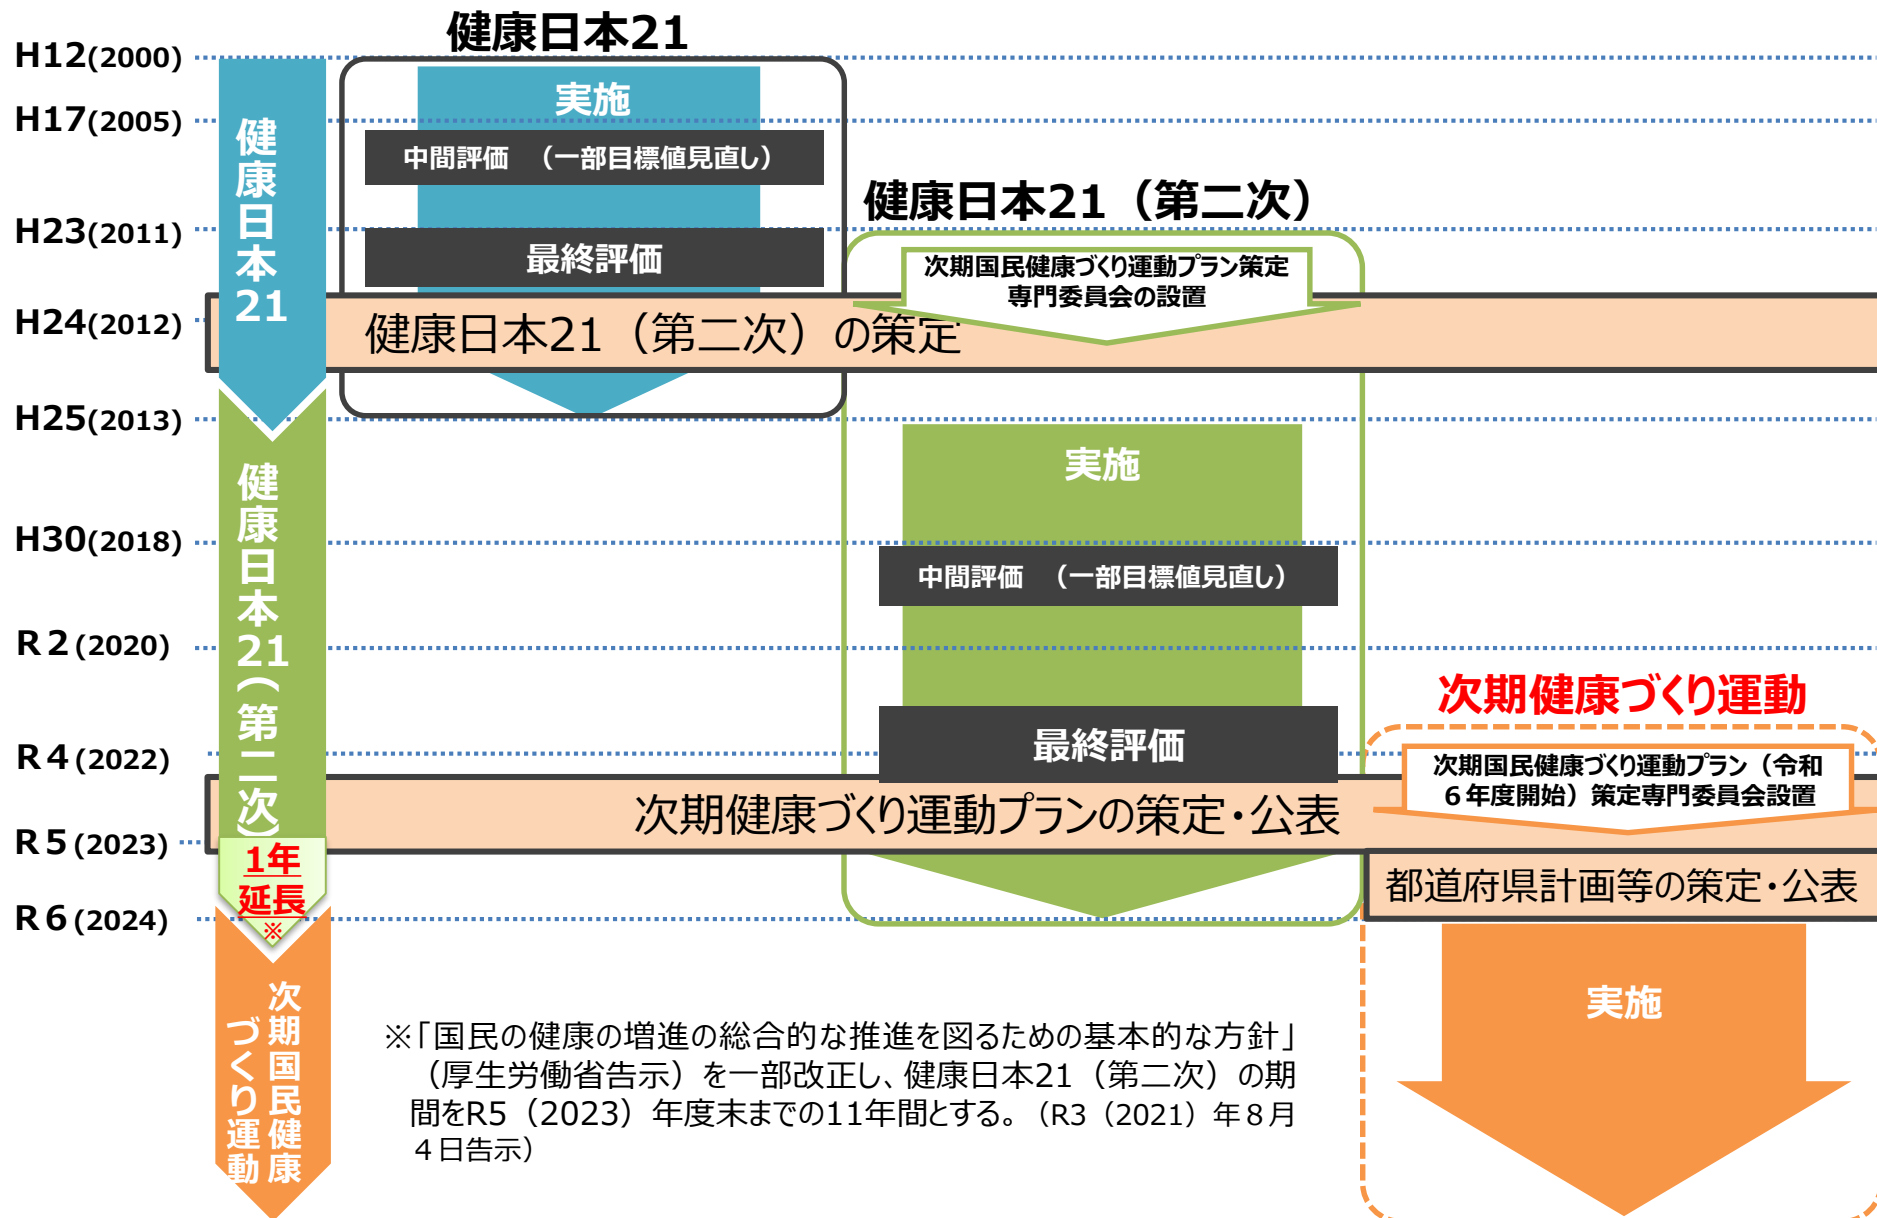 H12(2000)
H17(2005)
H23(2011)
H24(2012)
H25(2013)
H30(2018)
R2(2020)
R4(2022)
R5(2023)
R6(2024)
健康日本21
健康日本21(第二次)
1年
延長
※
次期国民健康
づくり運動
健康日本21
実施
中間評価　（一部目標値見直し）
最終評価
健康日本21（第二次）の策定
健康日本21（第二次）
次期国民健康づくり運動プラン策定
専門委員会の設置
実施
中間評価　（一部目標値見直し）
最終評価
次期健康づくり運動プランの策定・公表
次期健康づくり運動
次期国民健康づくり運動プラン（令和
６年度開始）策定専門委員会設置
都道府県計画等の策定・公表
実施
※「国民の健康の増進の総合的な推進を図るための基本的な方針」
（厚生労働省告示）を一部改正し、健康日本21（第二次）の期
間をR5（2023）年度末までの11年間とする。（R3（2021）年８月
４日告示）